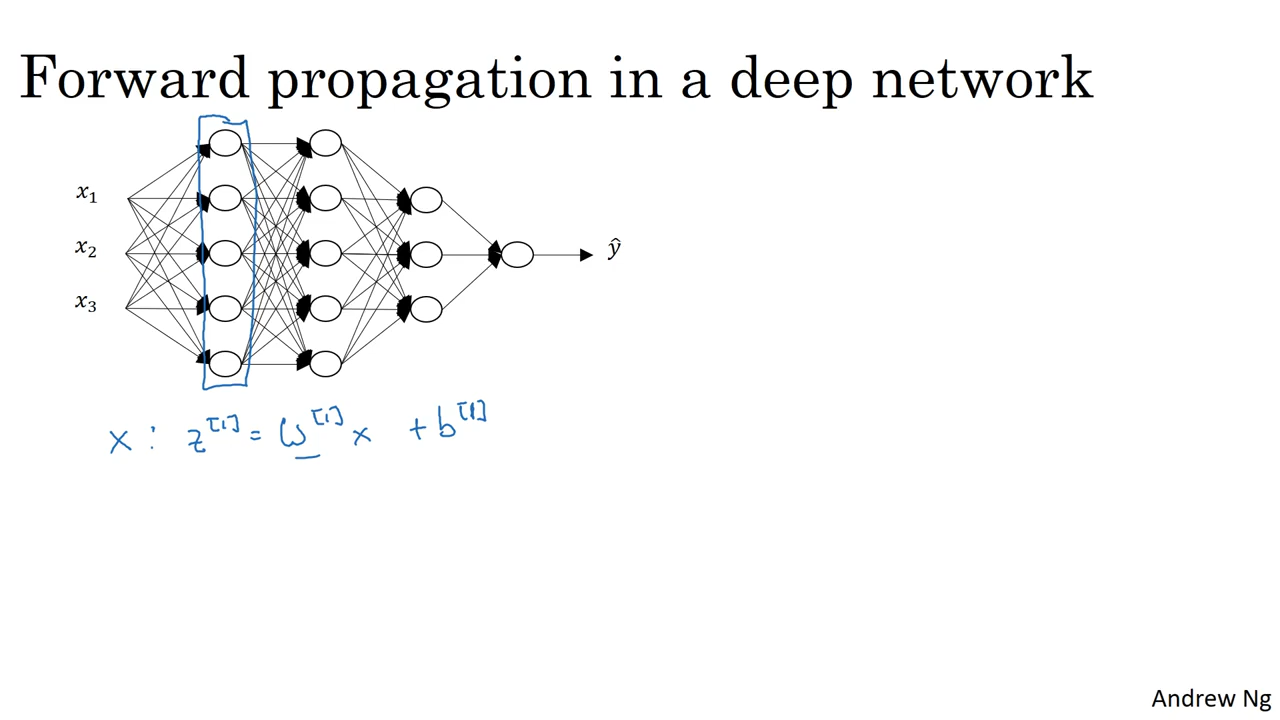 Forward propagation in a deep network
x₁
x₂
x₃
ŷ
x : z^[1] = W^[1] x + b^[1]
Andrew Ng